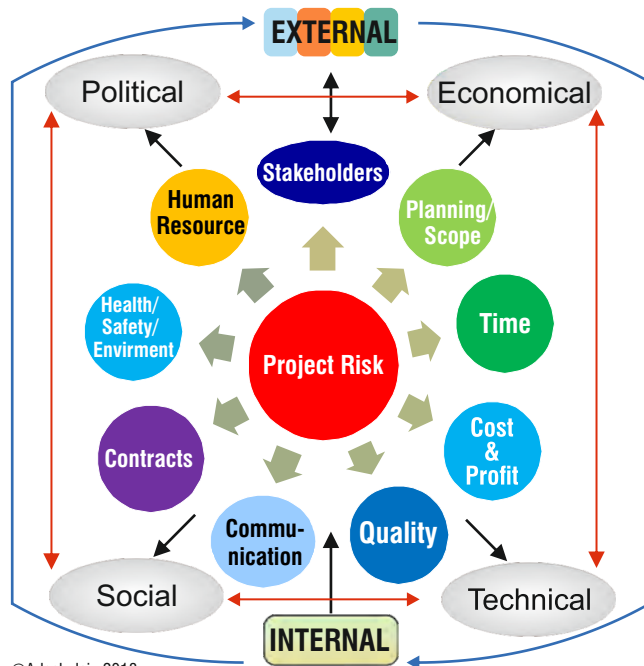 EXTERNAL
Political
Economical
Stakeholders
Human
Resource
Planning/
Scope
Health/
Safety/
Envirment
Time
Project Risk
Contracts
Cost
&
Profit
Commu-
nication
Quality
Social
Technical
INTERNAL